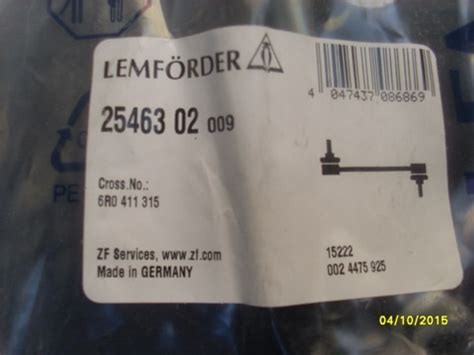 LEMFÖRDER
4 047437 086869
25463 02 009
Cross.No.:
6R0 411 315
ZF Services, www.zf.com
Made in GERMANY
15222
002 4475 925
PE
04/10/2015